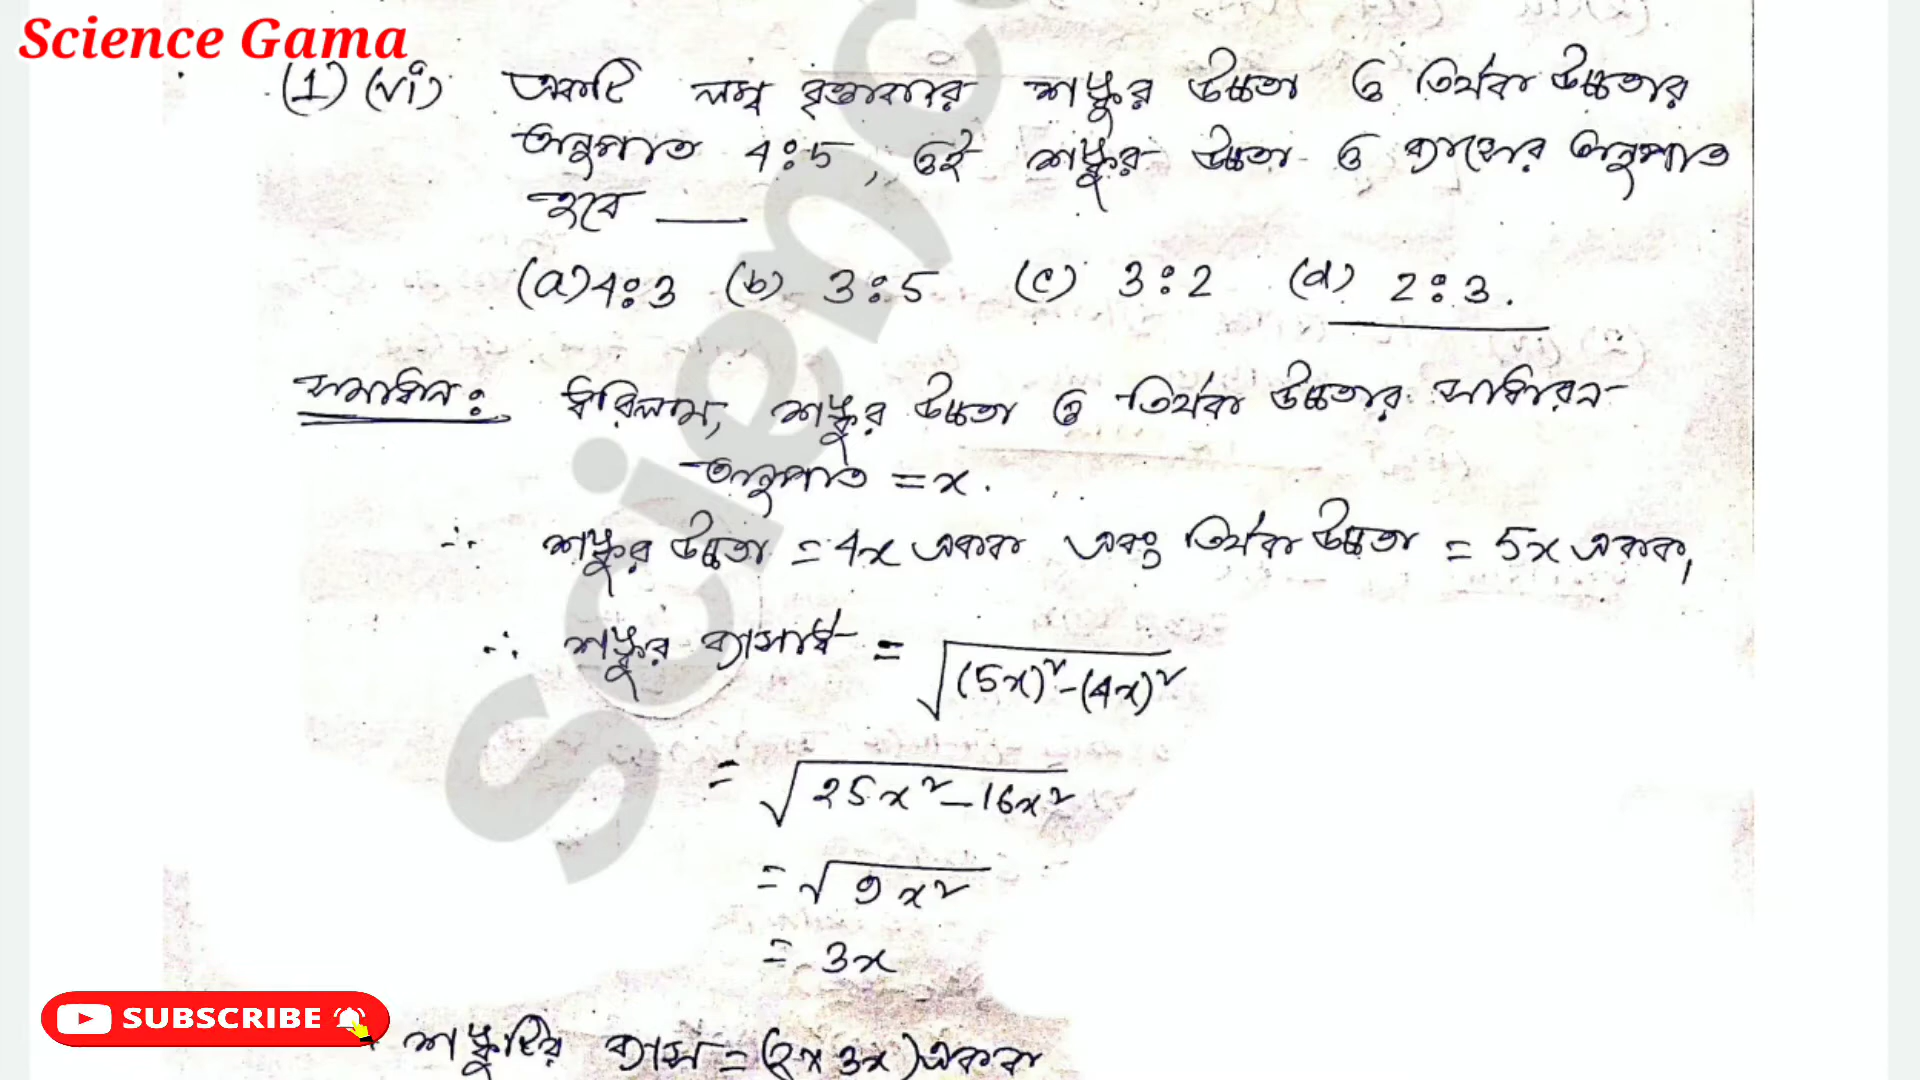 Science Gama
(1) (vi) একটি লম্ব বৃত্তাকার শঙ্কুর উচ্চতা ও তির্যক উচ্চতার
অনুপাত 4:5, ওই শঙ্কুর উচ্চতা ও ব্যাসের অনুপাত
হবে ___
(a) 4:3 (b) 3:5 (c) 3:2 (d) 2:3.
সমাধান: ধরিলাম, শঙ্কুর উচ্চতা ও তির্যক উচ্চতার সাধারন
অনুপাত = x.
∴ শঙ্কুর উচ্চতা = 4x একক এবং তির্যক উচ্চতা = 5x একক,
∴ শঙ্কুর ব্যাসার্ধ = √(5x)²-(4x)²
= √25x²-16x²
= √9x²
= 3x
শঙ্কুটির ব্যাস = (2x3x) একক
SUBSCRIBE
Science